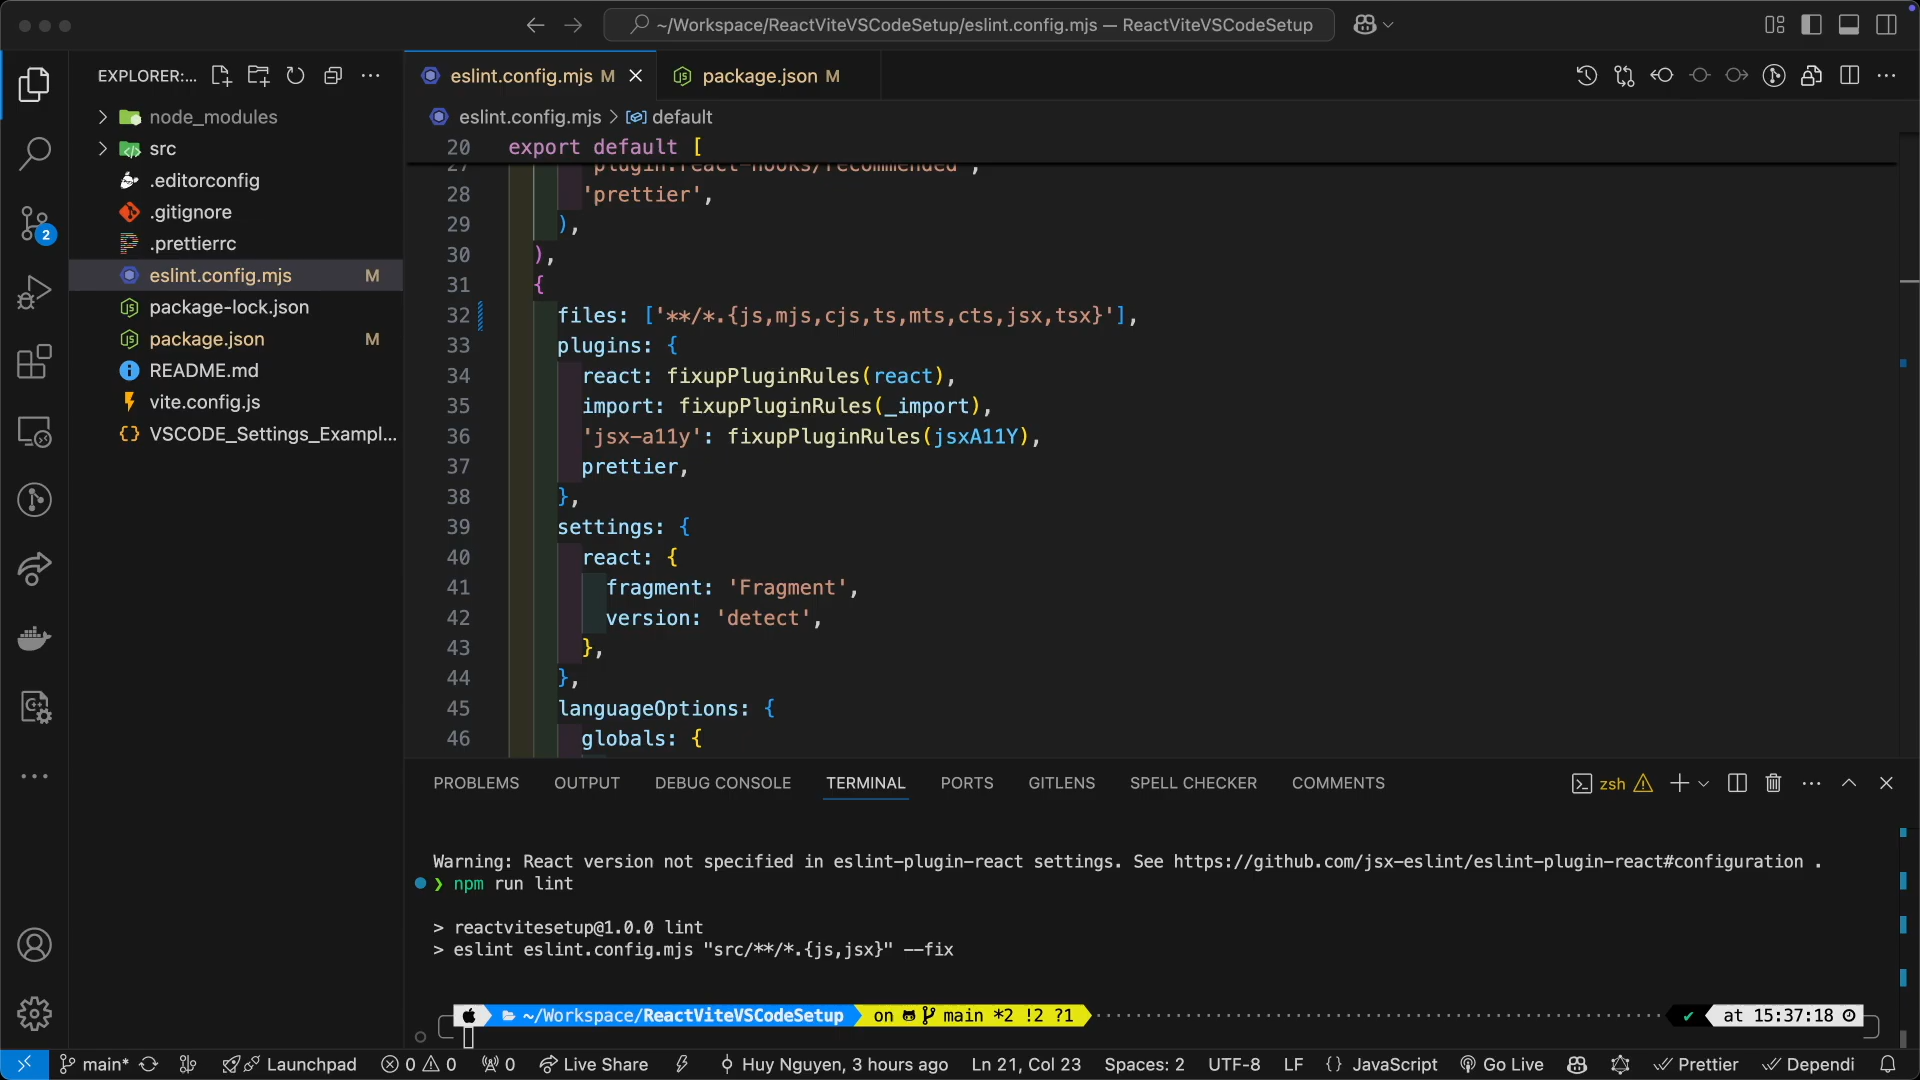 ~/Workspace/ReactViteVSCodeSetup/eslint.config.mjs — ReactViteVSCodeSetup
EXPLORER:...
node_modules
src
.editorconfig
.gitignore
.prettierrc
eslint.config.mjs M
package-lock.json
package.json M
README.md
vite.config.js
VSCODE_Settings_Exampl...
2
eslint.config.mjs M
package.json M
eslint.config.mjs > default
20 export default [
27 'plugin:react-hooks/recommended',
28 'prettier',
29 ),
30 ),
31 {
32 files: ['**/*.{js,mjs,cjs,ts,mts,cts,jsx,tsx}'],
33 plugins: {
34 react: fixupPluginRules(react),
35 import: fixupPluginRules(_import),
36 'jsx-a11y': fixupPluginRules(jsxA11Y),
37 prettier,
38 },
39 settings: {
40 react: {
41 fragment: 'Fragment',
42 version: 'detect',
43 },
44 },
45 languageOptions: {
46 globals: {
PROBLEMS OUTPUT DEBUG CONSOLE TERMINAL PORTS GITLENS SPELL CHECKER COMMENTS
zsh
Warning: React version not specified in eslint-plugin-react settings. See https://github.com/jsx-eslint/eslint-plugin-react#configuration .
❯ npm run lint
> reactvitesetup@1.0.0 lint
> eslint eslint.config.mjs "src/**/*.{js,jsx}" --fix
~/Workspace/ReactViteVSCodeSetup on main *2 !2 ?1 ✔ at 15:37:18
main* Launchpad 0 0 0 Live Share Huy Nguyen, 3 hours ago Ln 21, Col 23 Spaces: 2 UTF-8 LF {} JavaScript Go Live Prettier Dependi